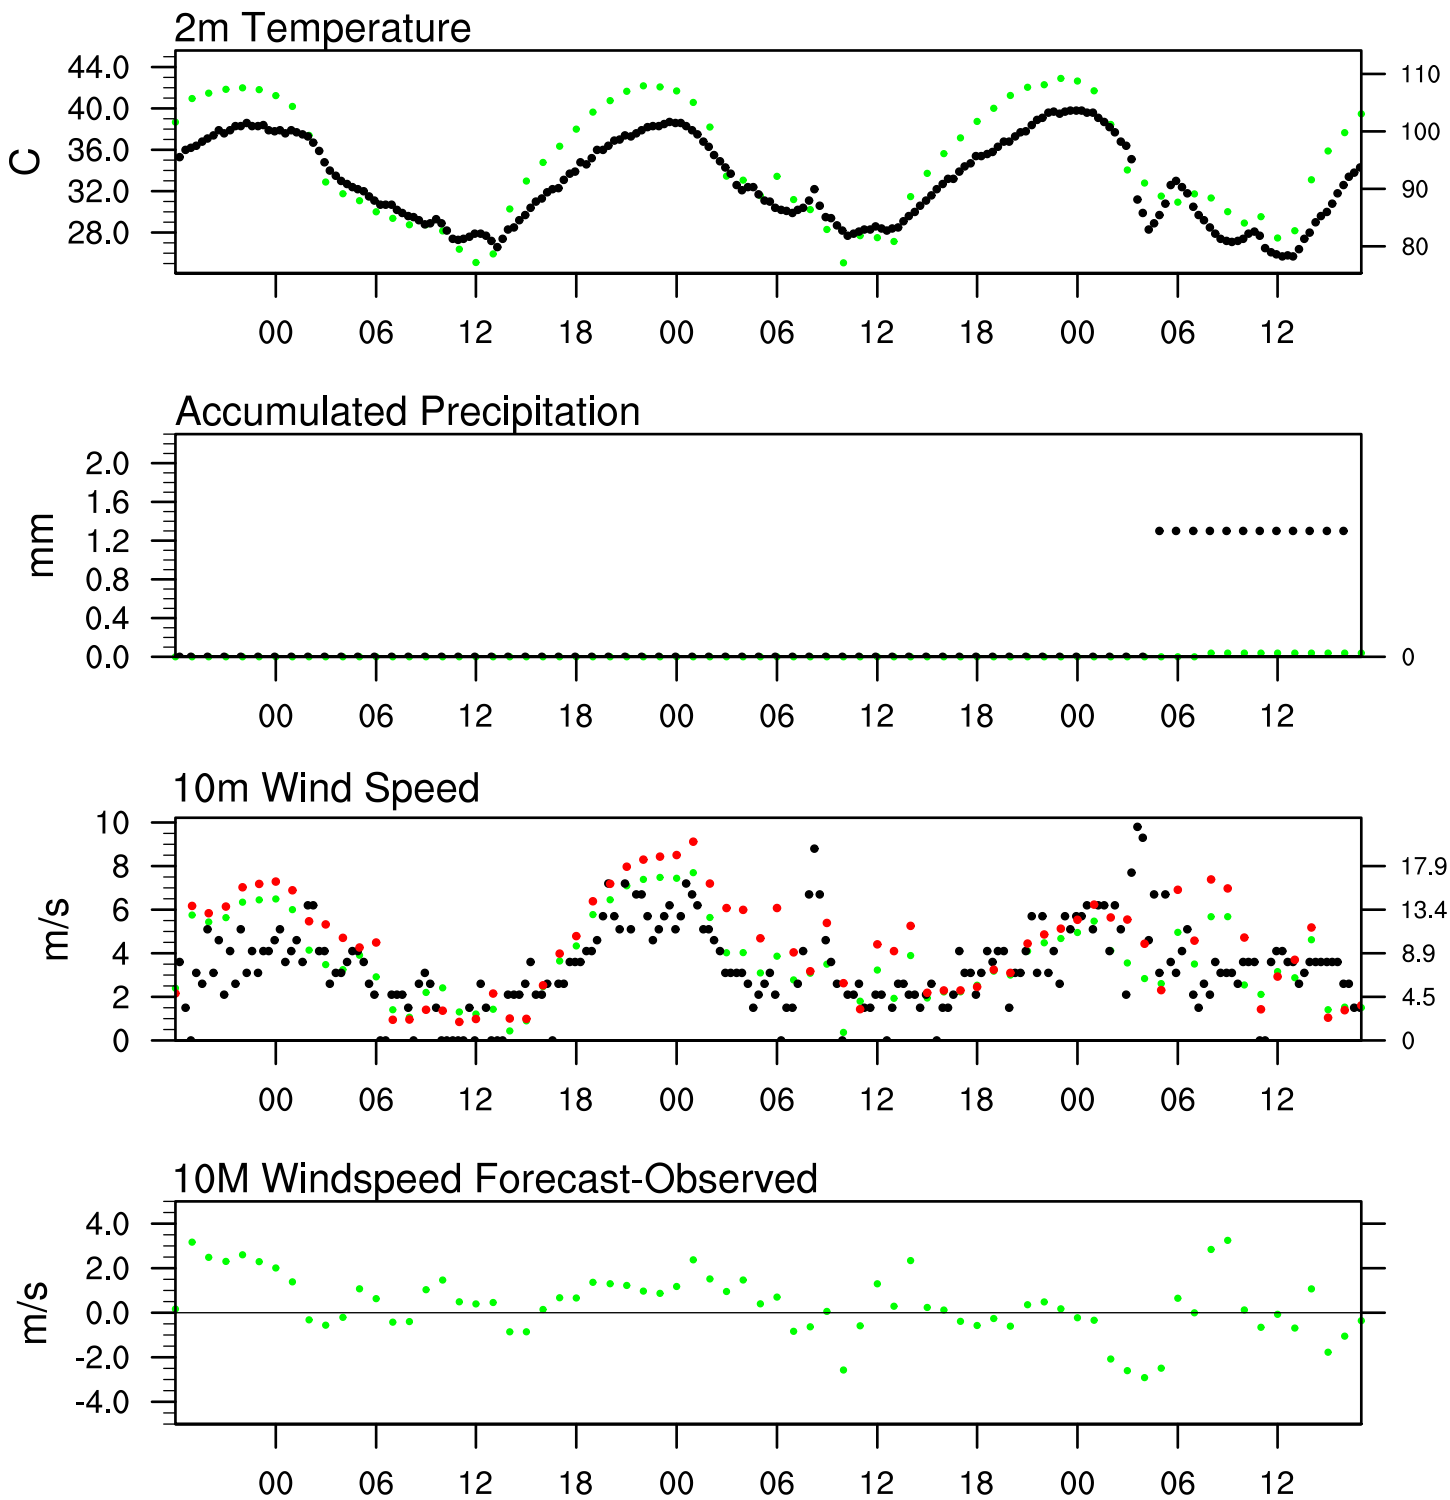 2m Temperature
44.0
40.0
36.0
32.0
28.0
C
110
100
90
80
00 06 12 18 00 06 12 18 00 06 12
Accumulated Precipitation
2.0
1.6
1.2
0.8
0.4
0.0
mm
0
00 06 12 18 00 06 12 18 00 06 12
10m Wind Speed
10
8
6
4
2
0
m/s
17.9
13.4
8.9
4.5
0
00 06 12 18 00 06 12 18 00 06 12
10M Windspeed Forecast-Observed
4.0
2.0
0.0
-2.0
-4.0
m/s
00 06 12 18 00 06 12 18 00 06 12